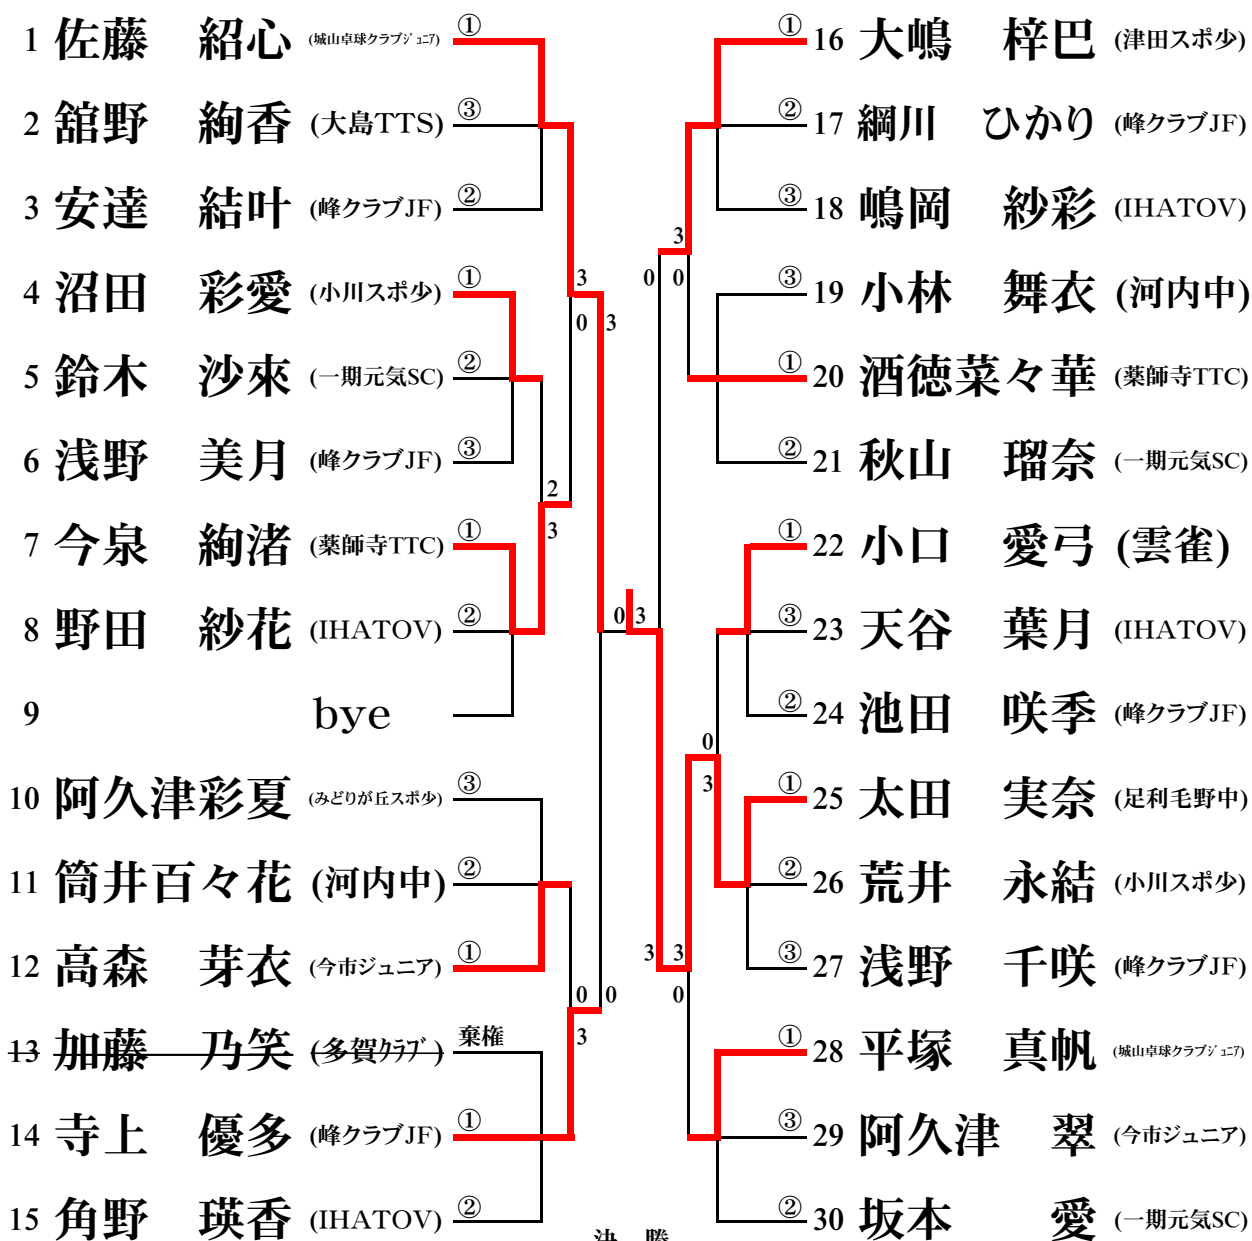 1 佐藤 紹心 (城山卓球クラブジュニア) ①
2 舘野 絢香 (大島TTS) ③
3 安達 結叶 (峰クラブJF) ②
4 沼田 彩愛 (小川スポ少) ①
5 鈴木 沙來 (一期元気SC) ②
6 浅野 美月 (峰クラブJF) ③
7 今泉 絢渚 (薬師寺TTC) ①
8 野田 紗花 (IHATOV) ②
9 bye
10 阿久津彩夏 (みどりが丘スポ少) ③
11 筒井百々花 (河内中) ②
12 高森 芽衣 (今市ジュニア) ①
13 加藤 乃笑 (多賀クラブ) 棄権
14 寺上 優多 (峰クラブJF) ①
15 角野 瑛香 (IHATOV) ②
3
0 3
2
3
0 0
3
0 3
決 勝
3
0 0
0
3
3 3
0
① 16 大嶋 梓巴 (津田スポ少)
② 17 綱川 ひかり (峰クラブJF)
③ 18 嶋岡 紗彩 (IHATOV)
③ 19 小林 舞衣 (河内中)
① 20 酒徳菜々華 (薬師寺TTC)
② 21 秋山 瑠奈 (一期元気SC)
① 22 小口 愛弓 (雲雀)
③ 23 天谷 葉月 (IHATOV)
② 24 池田 咲季 (峰クラブJF)
① 25 太田 実奈 (足利毛野中)
② 26 荒井 永結 (小川スポ少)
③ 27 浅野 千咲 (峰クラブJF)
① 28 平塚 真帆 (城山卓球クラブジュニア)
③ 29 阿久津 翠 (今市ジュニア)
② 30 坂本 愛 (一期元気SC)